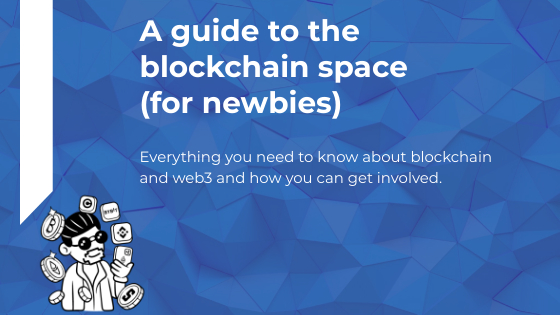 A guide to the
blockchain space
(for newbies)
Everything you need to know about blockchain
and web3 and how you can get involved.